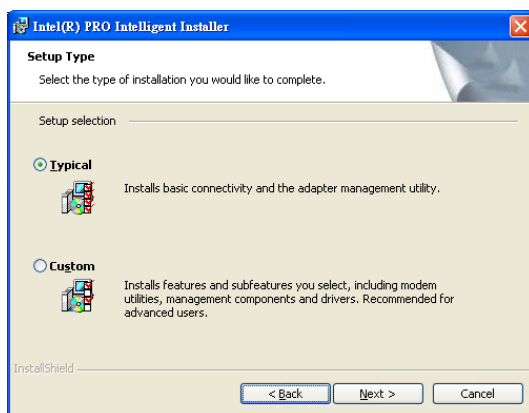 Intel(R) PRO Intelligent Installer
Setup Type
Select the type of installation you would like to complete.
Setup selection
Typical
Installs basic connectivity and the adapter management utility.
Custom
Installs features and subfeatures you select, including modem
utilities, management components and drivers. Recommended for
advanced users.
InstallShield
< Back
Next >
Cancel